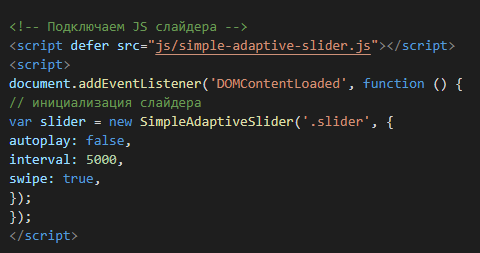 <!-- Подключаем JS слайдера -->
<script defer src="js/simple-adaptive-slider.js"></script>
<script>
document.addEventListener('DOMContentLoaded', function () {
// инициализация слайдера
var slider = new SimpleAdaptiveSlider('.slider', {
autoplay: false,
interval: 5000,
swipe: true,
});
});
</script>